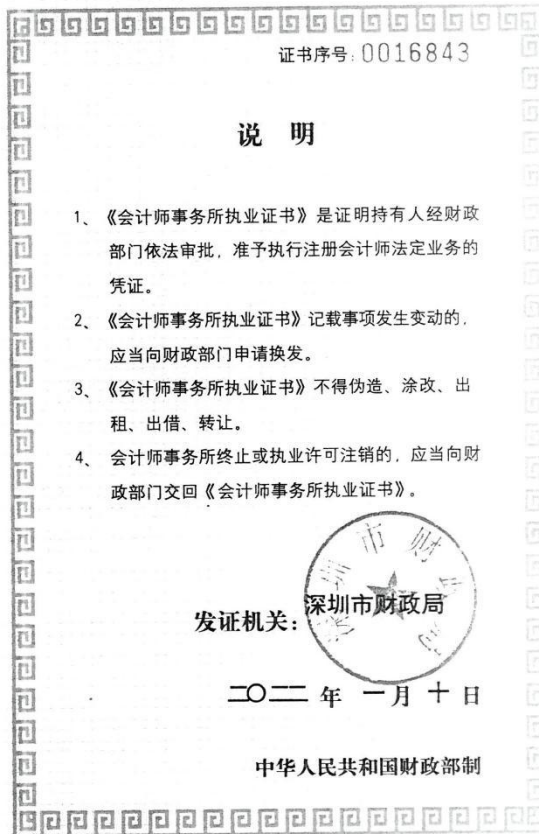 证书序号:0016843
说 明
1、《会计师事务所执业证书》是证明持有人经财政
部门依法审批,准予执行注册会计师法定业务的
凭证。
2、《会计师事务所执业证书》记载事项发生变动的,
应当向财政部门申请换发。
3、《会计师事务所执业证书》不得伪造、涂改、出
租、出借、转让。
4、 会计师事务所终止或执业许可注销的,应当向财
政部门交回《会计师事务所执业证书》。
深圳市财政局
发证机关:深圳市财政局
二〇二二 年 一 月 十 日
中华人民共和国财政部制